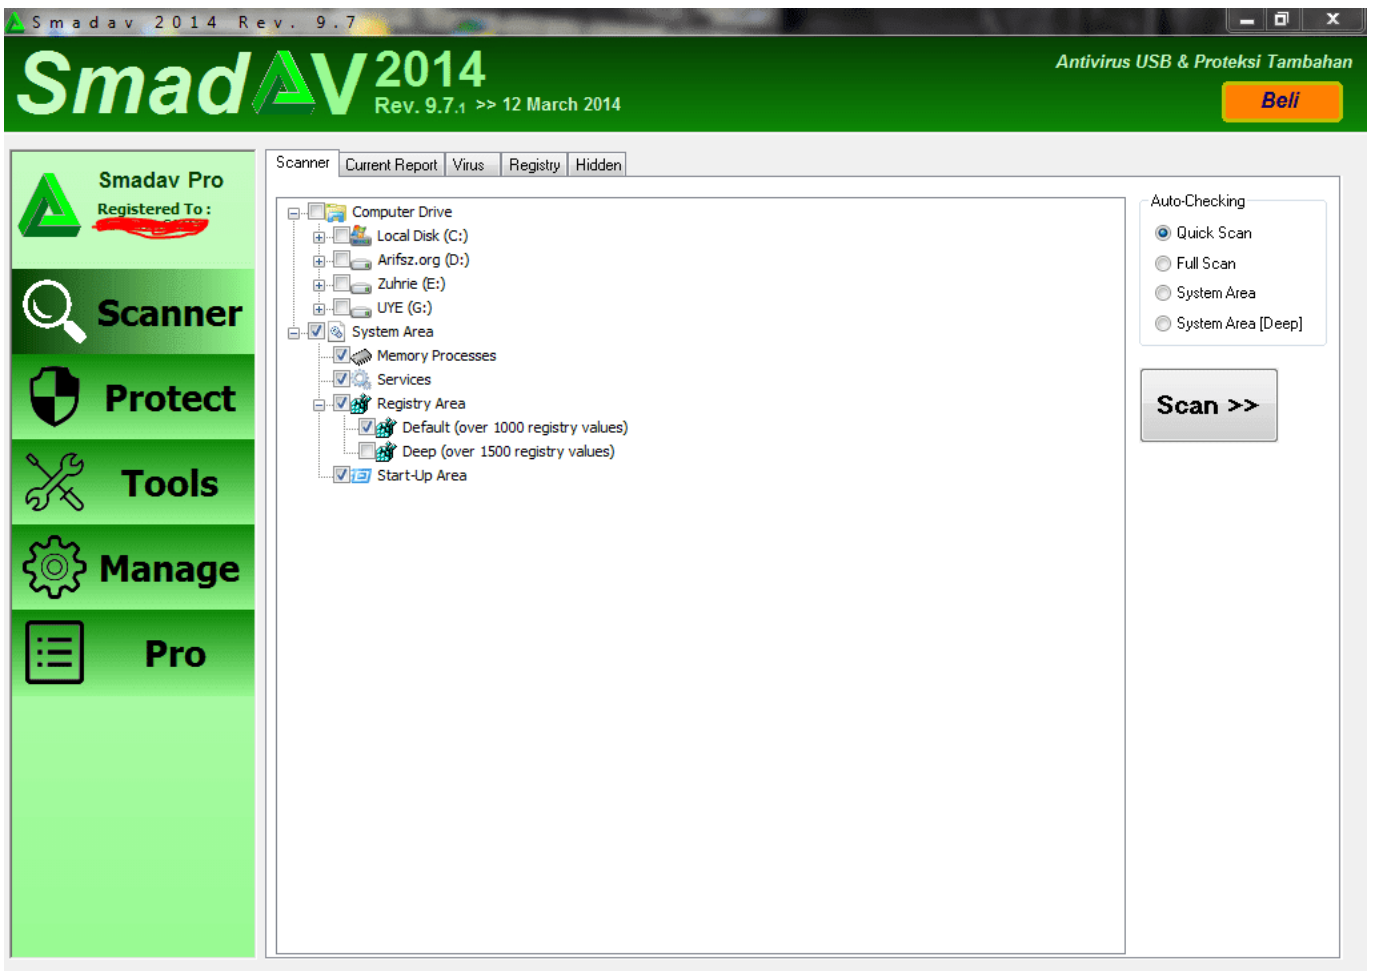 Smadav 2014 Rev. 9.7
SmadAV 2014
Rev. 9.7.1 >> 12 March 2014
Antivirus USB & Proteksi Tambahan
Beli
Smadav Pro
Registered To :
Scanner
Protect
Tools
Manage
Pro
Scanner Current Report Virus Registry Hidden
Computer Drive
Local Disk (C:)
Arifsz.org (D:)
Zuhrie (E:)
UYE (G:)
System Area
Memory Processes
Services
Registry Area
Default (over 1000 registry values)
Deep (over 1500 registry values)
Start-Up Area
Auto-Checking
Quick Scan
Full Scan
System Area
System Area [Deep]
Scan >>